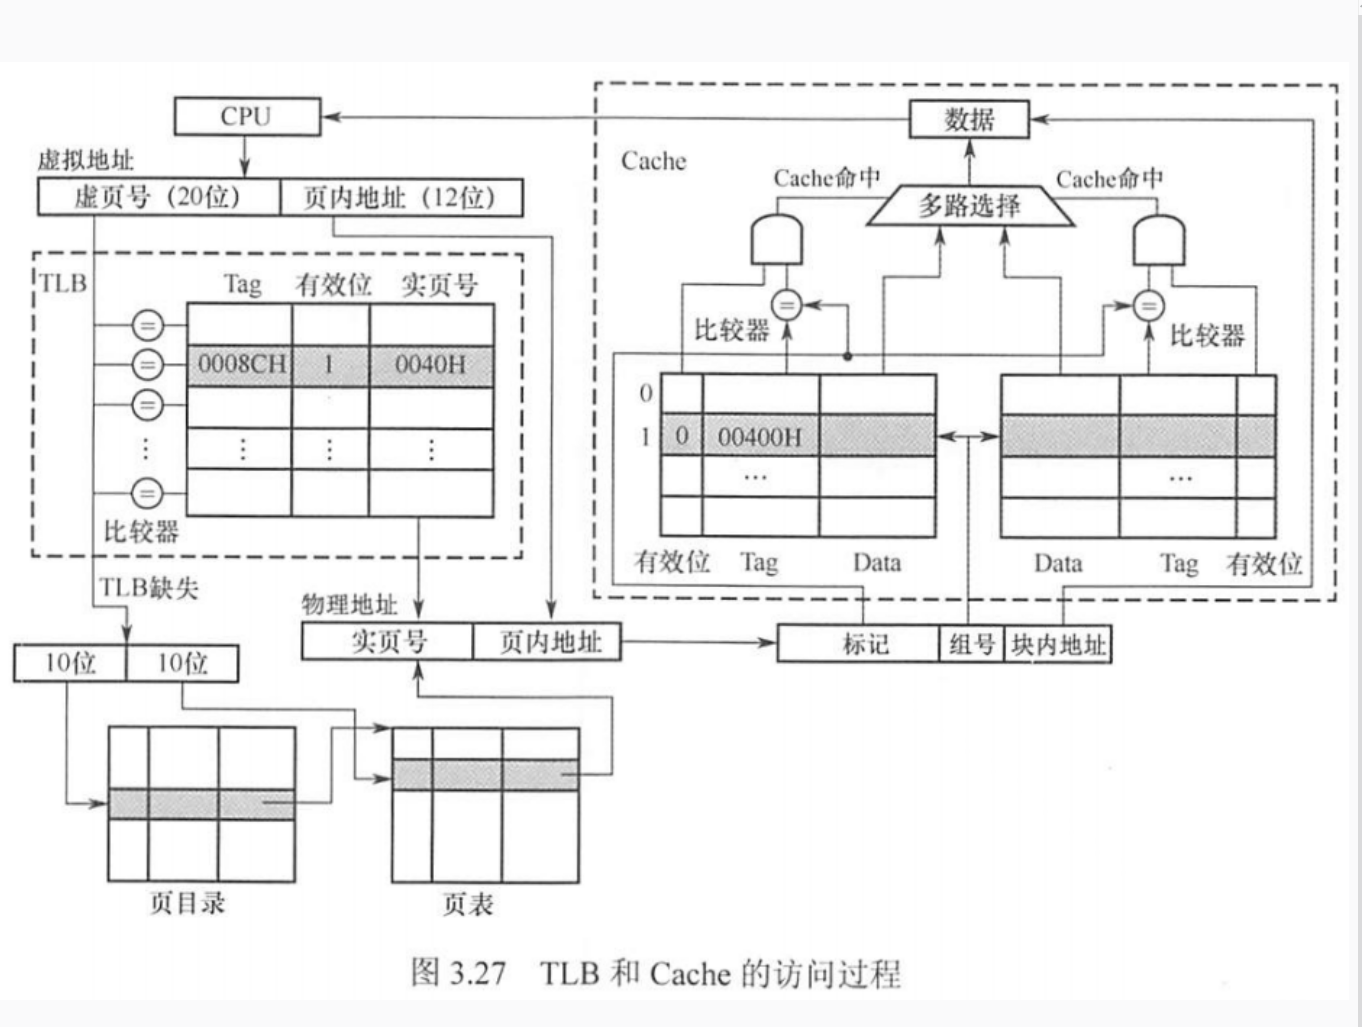 CPU
虚拟地址
虚页号（20位） 页内地址（12位）
TLB
Tag 有效位 实页号
=
= 0008CH 1 0040H
=
⋮ ⋮ ⋮ ⋮
=
比较器
TLB缺失
10位 10位
页目录
页表
物理地址
实页号 页内地址
标记 组号 块内地址
Cache
数据
Cache命中 Cache命中
多路选择
= =
比较器 比较器
0
1 0 00400H
… …
有效位 Tag Data Data Tag 有效位
图 3.27 TLB 和 Cache 的访问过程